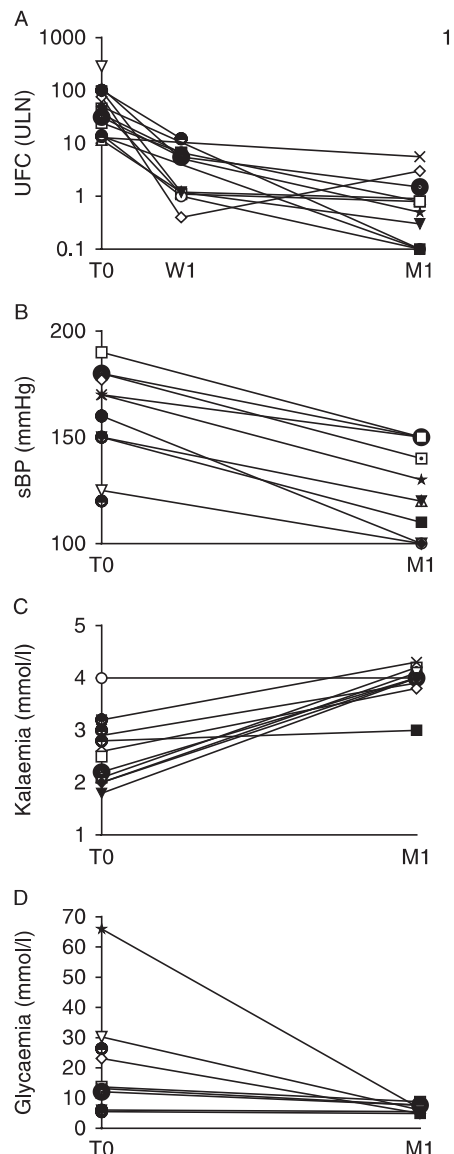 A
1000
1
100
10
1
0.1
UFC (ULN)
T0 W1 M1
B
200
150
100
sBP (mmHg)
T0 M1
C
5
4
3
2
1
Kalaemia (mmol/l)
T0 M1
D
70
60
50
40
30
20
10
0
Glycaemia (mmol/l)
T0 M1